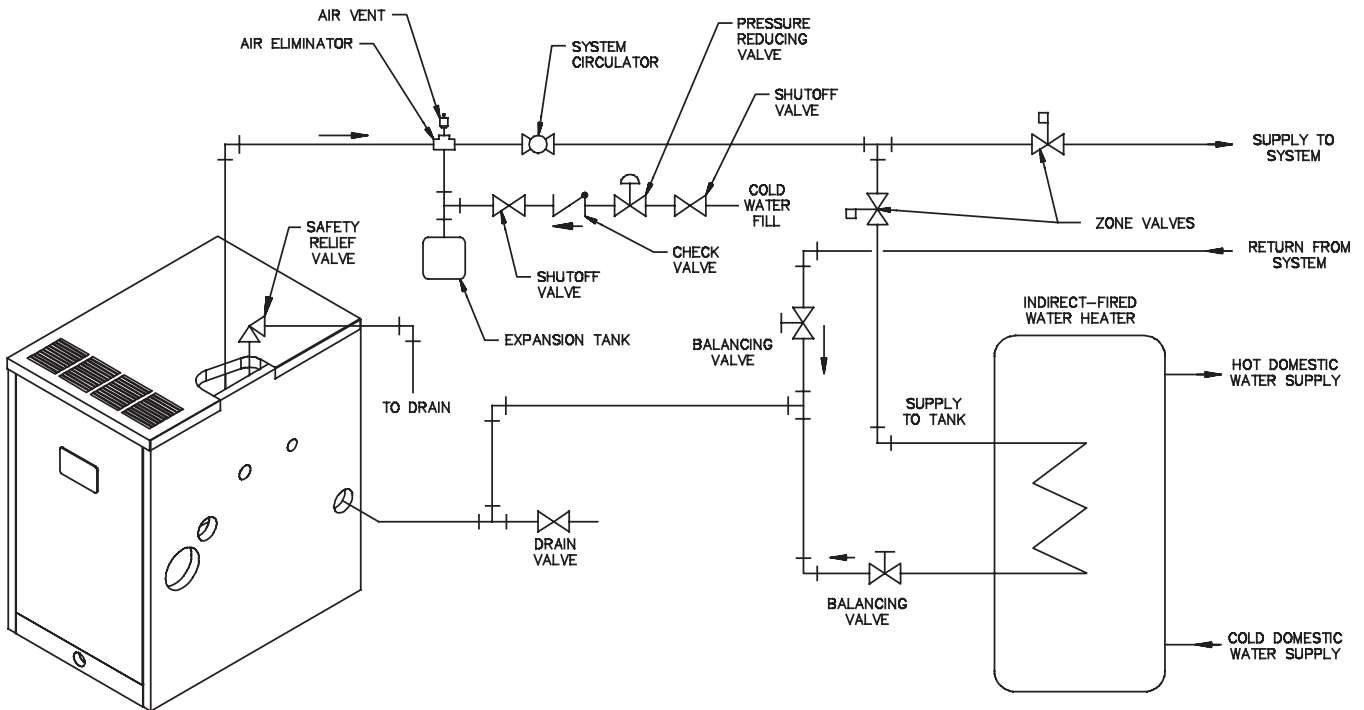 AIR VENT
AIR ELIMINATOR
SYSTEM
CIRCULATOR
PRESSURE
REDUCING
VALVE
SHUTOFF
VALVE
SUPPLY TO
SYSTEM
COLD
WATER
FILL
SAFETY
RELIEF
VALVE
ZONE VALVES
CHECK
VALVE
RETURN FROM
SYSTEM
SHUTOFF
VALVE
INDIRECT-FIRED
WATER HEATER
EXPANSION TANK
BALANCING
VALVE
HOT DOMESTIC
WATER SUPPLY
TO DRAIN
SUPPLY
TO TANK
DRAIN
VALVE
BALANCING
VALVE
COLD DOMESTIC
WATER SUPPLY